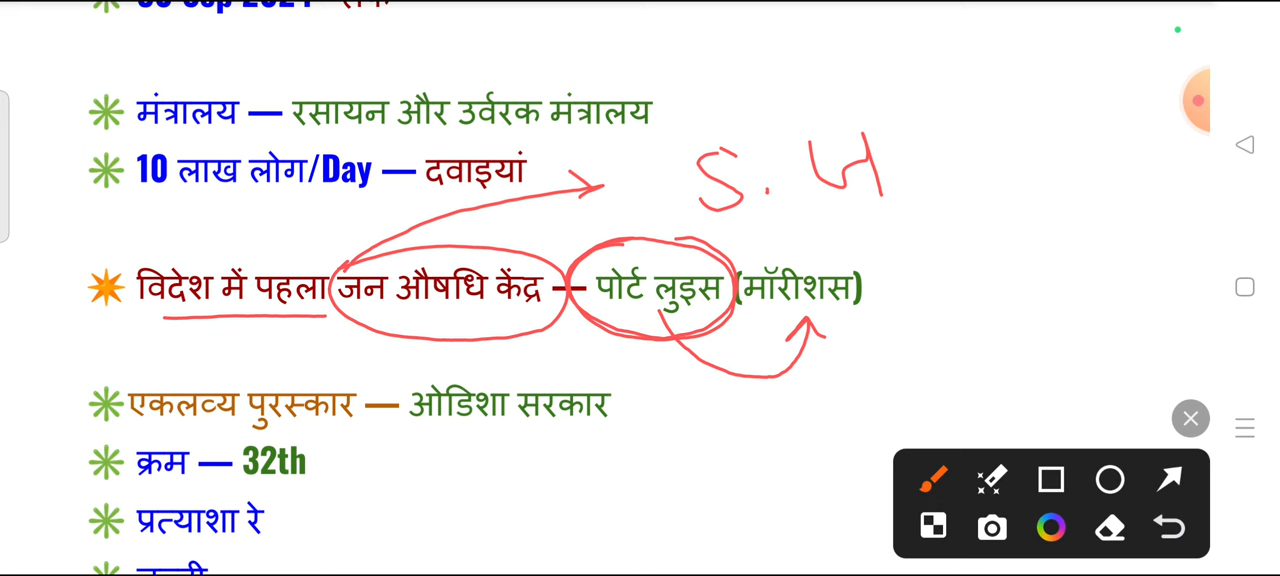 मंत्रालय — रसायन और उर्वरक मंत्रालय
10 लाख लोग/Day — दवाइयां
S. H
विदेश में पहला जन औषधि केंद्र — पोर्ट लुइस (मॉरीशस)
एकलव्य पुरस्कार — ओडिशा सरकार
क्रम — 32th
प्रत्याशा रे